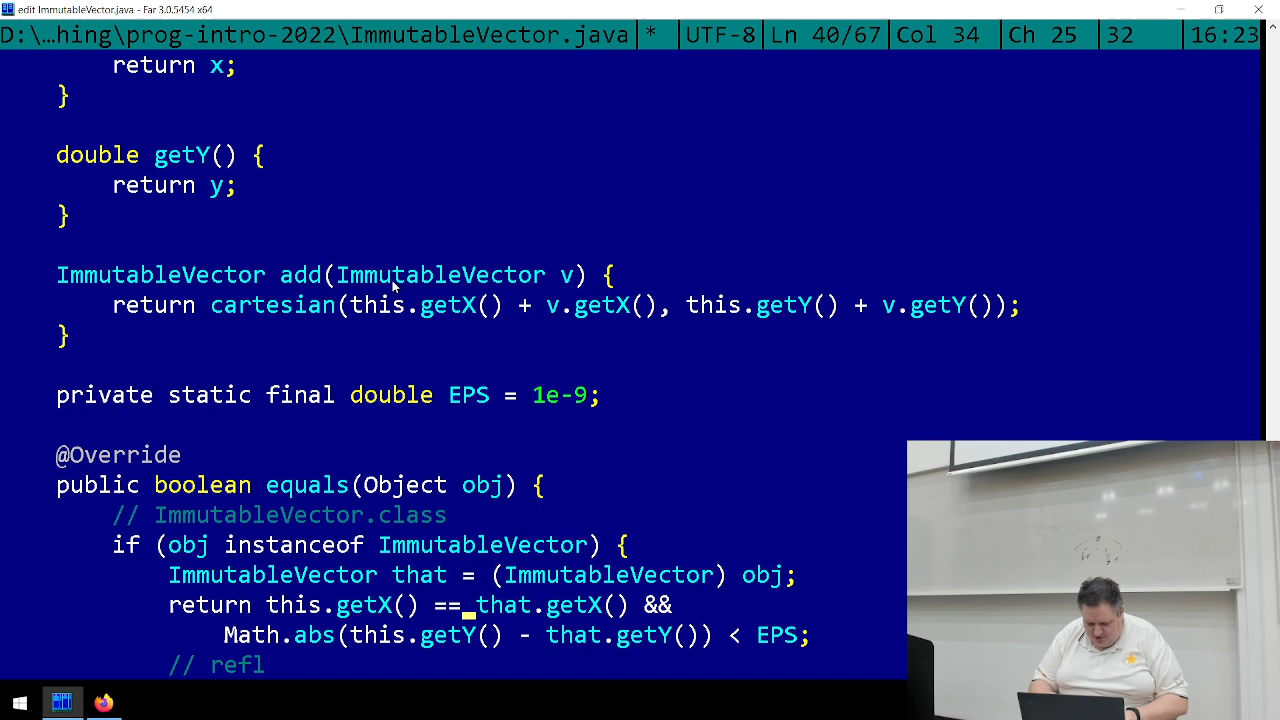 edit ImmutableVector.java - Far 3.0.5454 x64
D:\…hing\prog-intro-2022\ImmutableVector.java * UTF-8 Ln 40/67 Col 34 Ch 25 32 16:23
return x;
}
double getY() {
return y;
}
ImmutableVector add(ImmutableVector v) {
return cartesian(this.getX() + v.getX(), this.getY() + v.getY());
}
private static final double EPS = 1e-9;
@Override
public boolean equals(Object obj) {
// ImmutableVector.class
if (obj instanceof ImmutableVector) {
ImmutableVector that = (ImmutableVector) obj;
return this.getX() == that.getX() &&
Math.abs(this.getY() - that.getY()) < EPS;
// refl